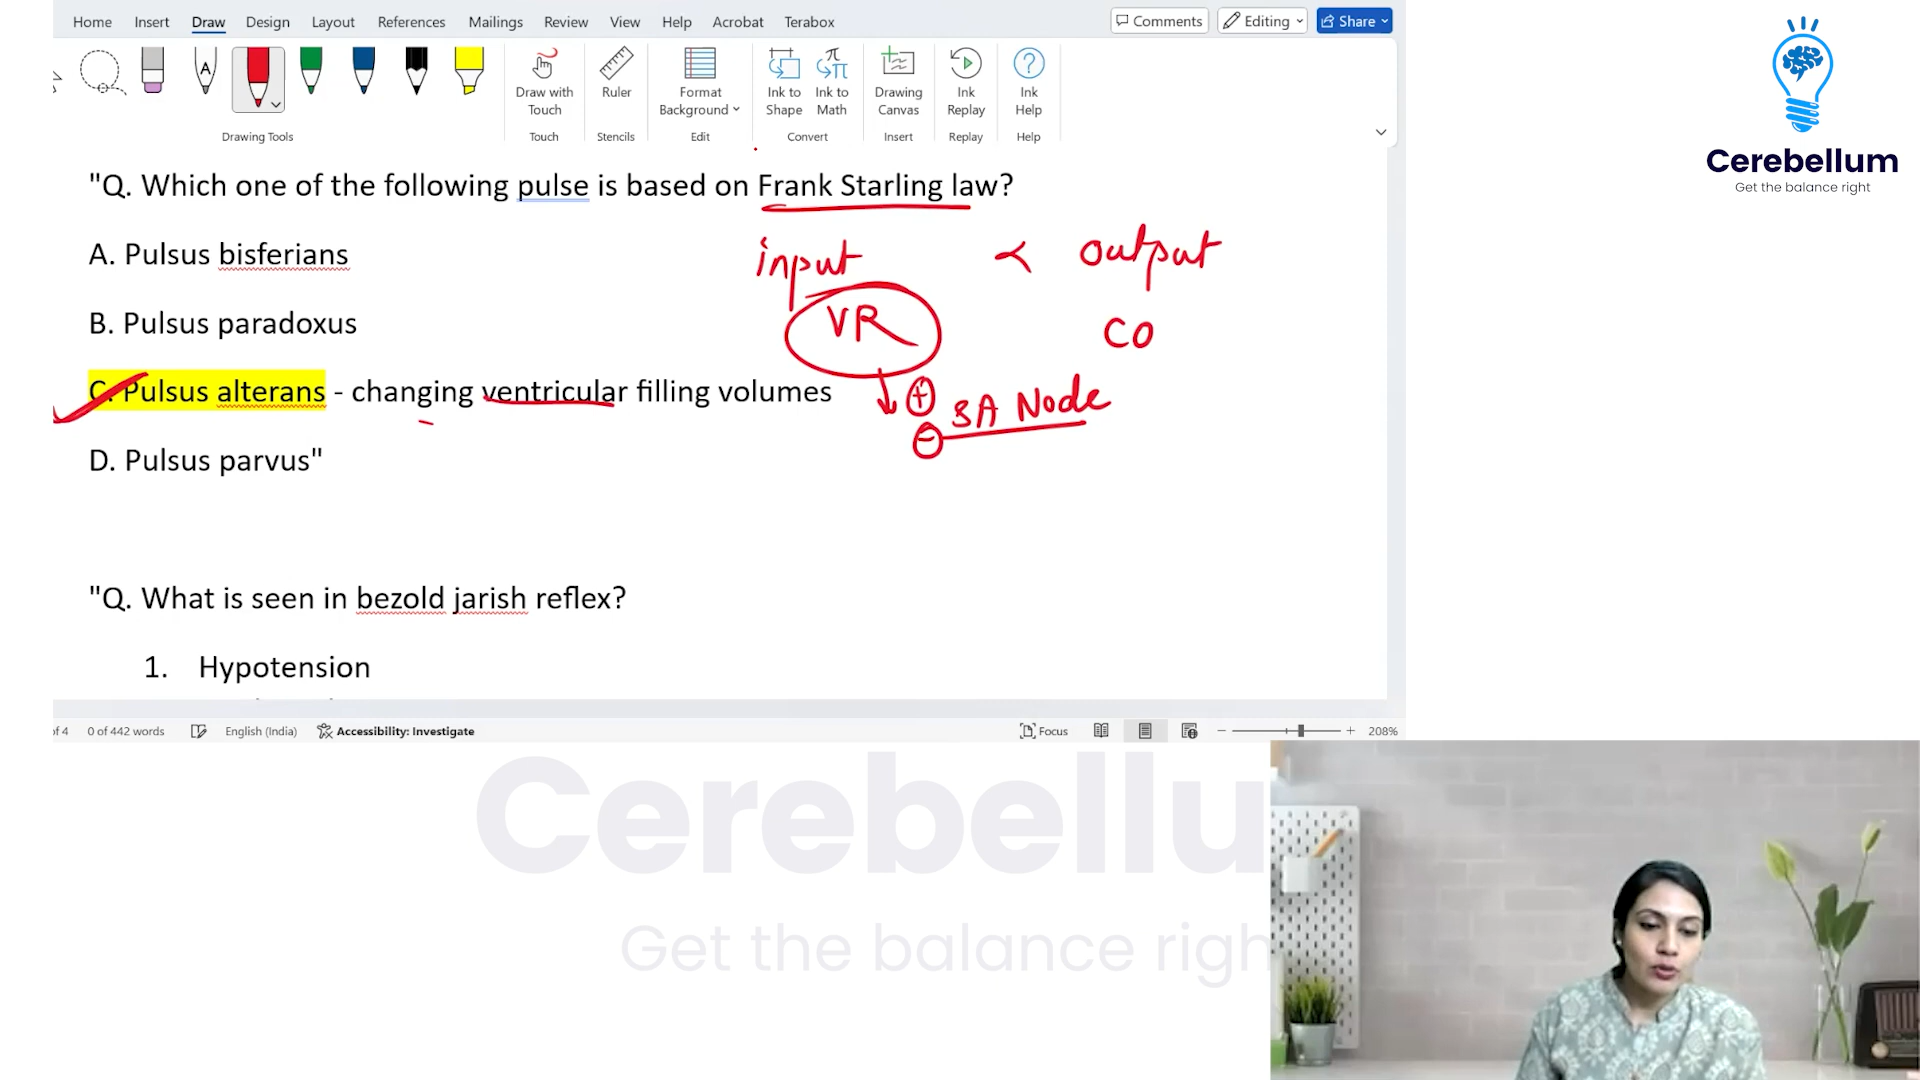 Home Insert Draw Design Layout References Mailings Review View Help Acrobat Terabox Comments Editing Share
A
Draw with Touch Ruler Format Background Ink to Shape Ink to Math Drawing Canvas Ink Replay Ink Help
Drawing Tools Touch Stencils Edit Convert Insert Replay Help
Cerebellum
Get the balance right
"Q. Which one of the following pulse is based on Frank Starling law?
A. Pulsus bisferians
input ∝ output
B. Pulsus paradoxus
VR CO
C. Pulsus alterans - changing ventricular filling volumes
+ SA Node
-
D. Pulsus parvus"
"Q. What is seen in bezold jarish reflex?
1. Hypotension
of 4 0 of 442 words English (India) Accessibility: Investigate Focus 208%
Cerebellu
Get the balance righ